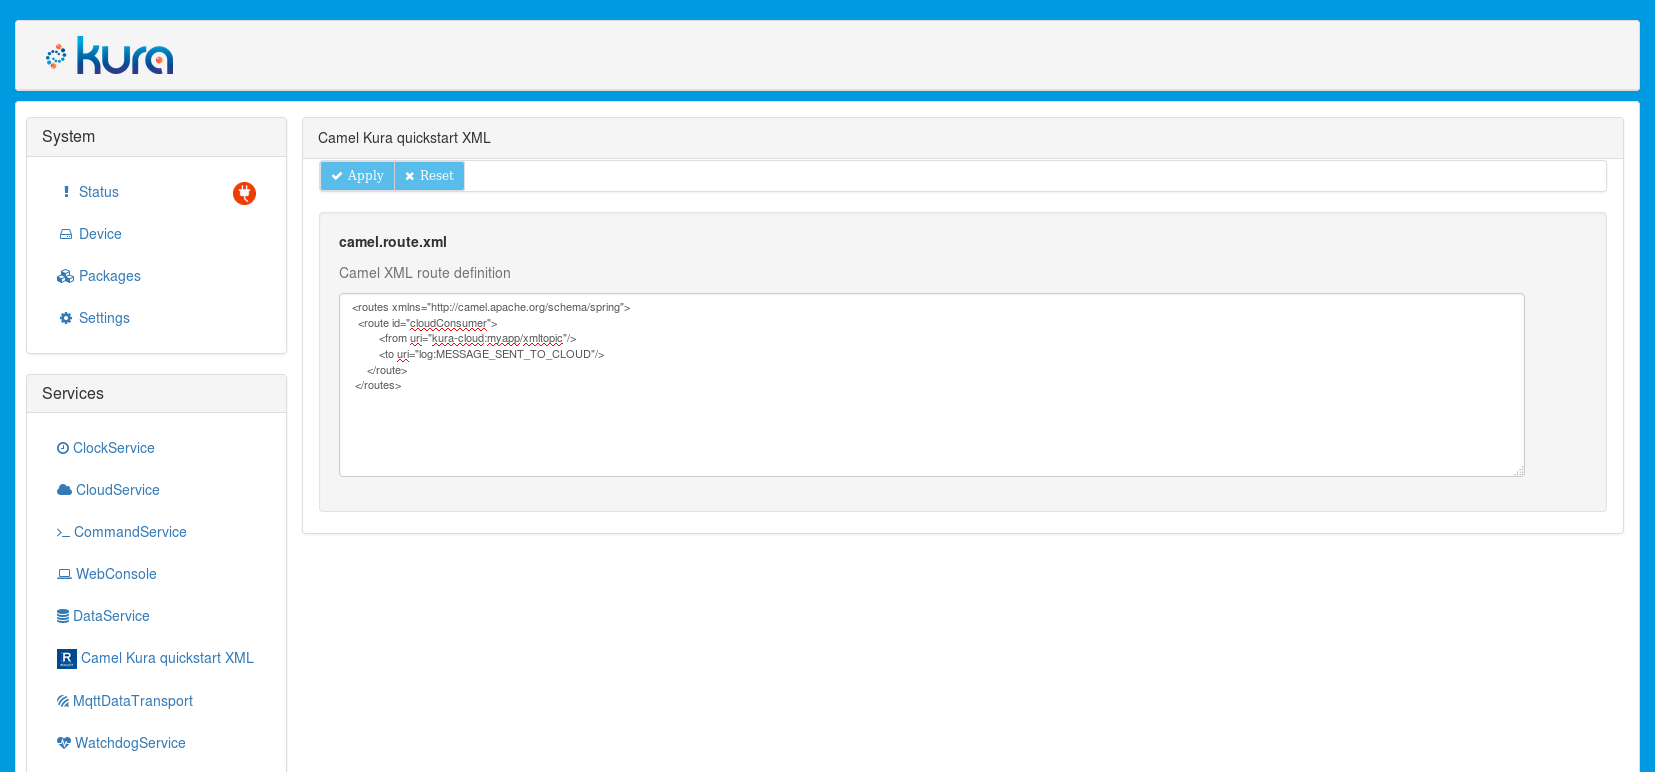 kura
System
Status
Device
Packages
Settings
Services
ClockService
CloudService
CommandService
WebConsole
DataService
R
Camel Kura quickstart XML
MqttDataTransport
WatchdogService
Camel Kura quickstart XML
Apply Reset
camel.route.xml
Camel XML route definition
<routes xmlns="http://camel.apache.org/schema/spring">
<route id="cloudConsumer">
<from uri="kura-cloud:myapp/xmltopic"/>
<to uri="log:MESSAGE_SENT_TO_CLOUD"/>
</route>
</routes>